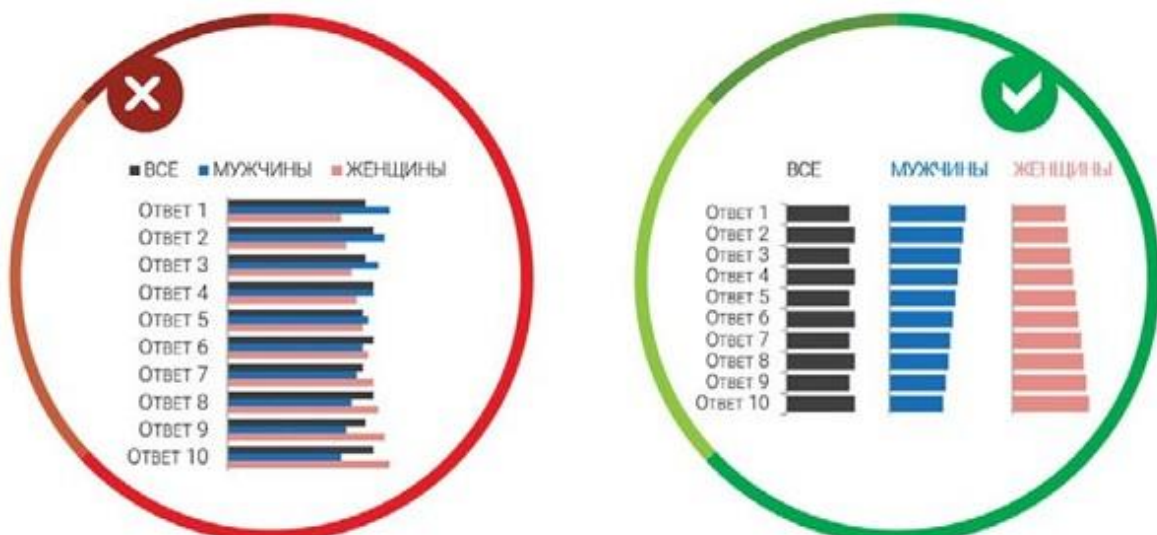 ВСЕ МУЖЧИНЫ ЖЕНЩИНЫ
Ответ 1
Ответ 2
Ответ 3
Ответ 4
Ответ 5
Ответ 6
Ответ 7
Ответ 8
Ответ 9
Ответ 10
ВСЕ МУЖЧИНЫ ЖЕНЩИНЫ
Ответ 1
Ответ 2
Ответ 3
Ответ 4
Ответ 5
Ответ 6
Ответ 7
Ответ 8
Ответ 9
Ответ 10